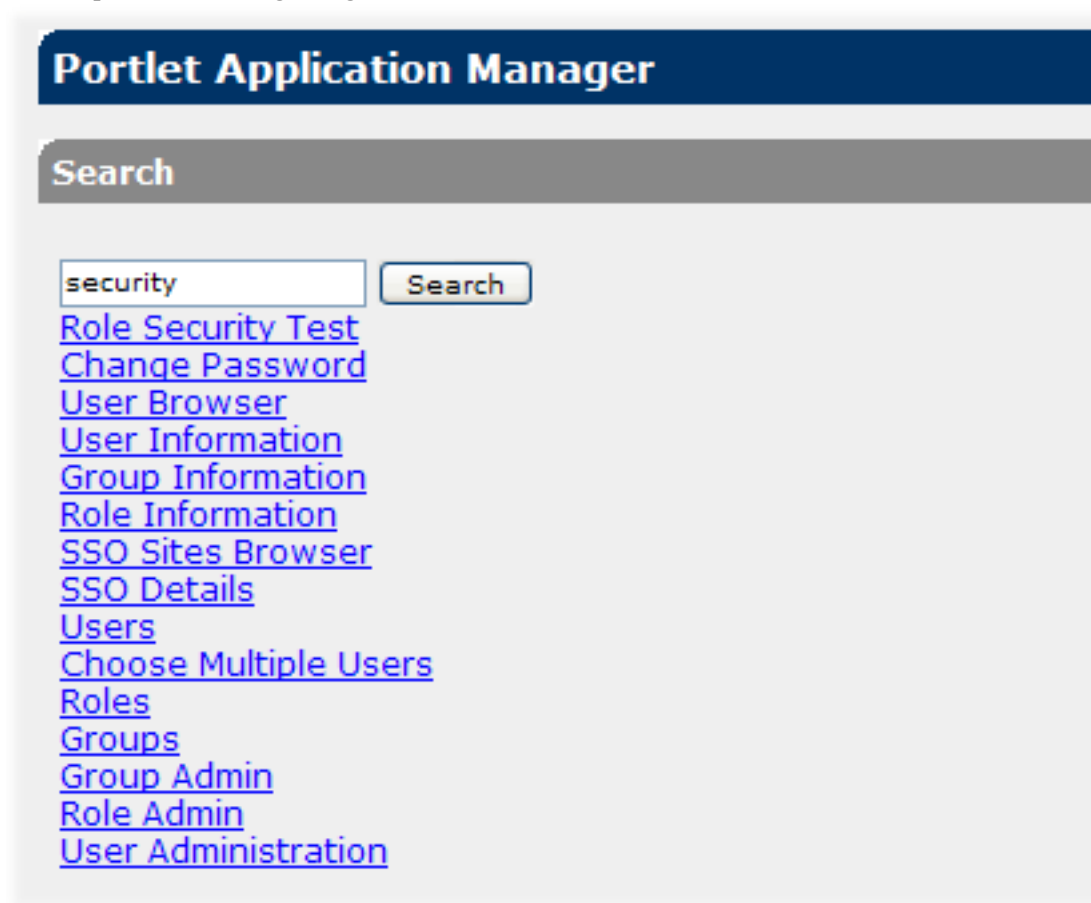 Portlet Application Manager
Search
security Search
Role Security Test
Change Password
User Browser
User Information
Group Information
Role Information
SSO Sites Browser
SSO Details
Users
Choose Multiple Users
Roles
Groups
Group Admin
Role Admin
User Administration